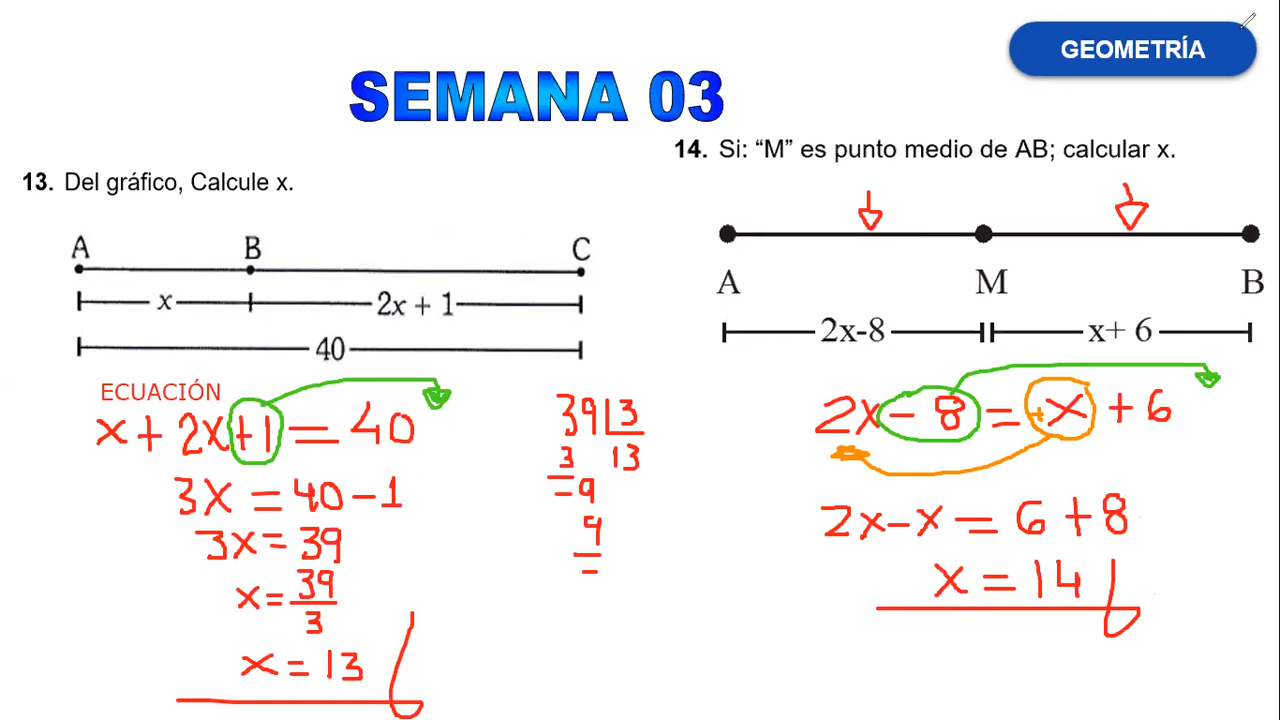 GEOMETRÍA
SEMANA 03
13. Del gráfico, Calcule x.
A B C
x 2x + 1
40
ECUACIÓN
x + 2x + 1 = 40
3x = 40 - 1
3x = 39
x = 39/3
x = 13
39 3
3 13
= 9
9
=
14. Si: “M” es punto medio de AB; calcular x.
A M B
2x-8 x+ 6
2x - 8 = +x + 6
2x - x = 6 + 8
x = 14